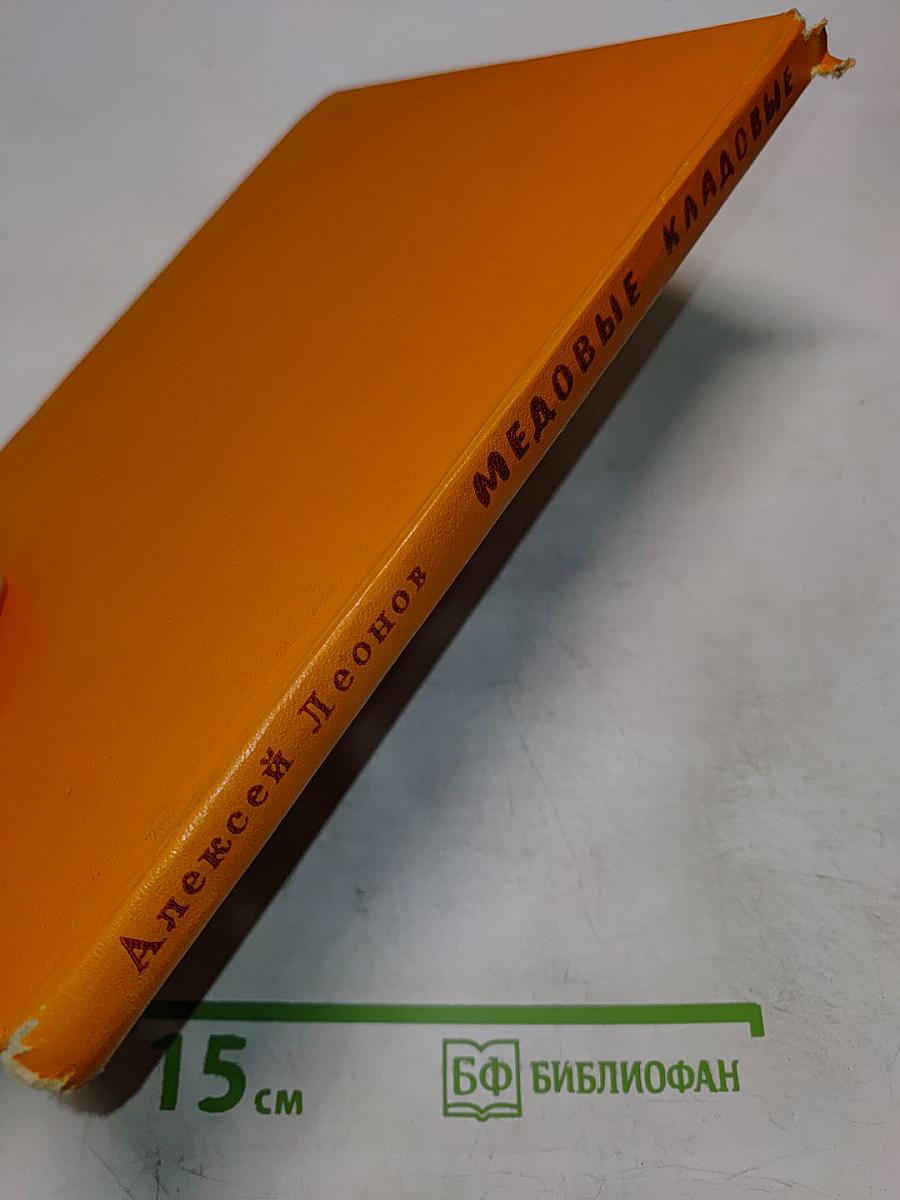 Алексей Леонов МЕДОВЫЕ КЛАДОВЫЕ
15 см
БФ БИБЛИОФАН